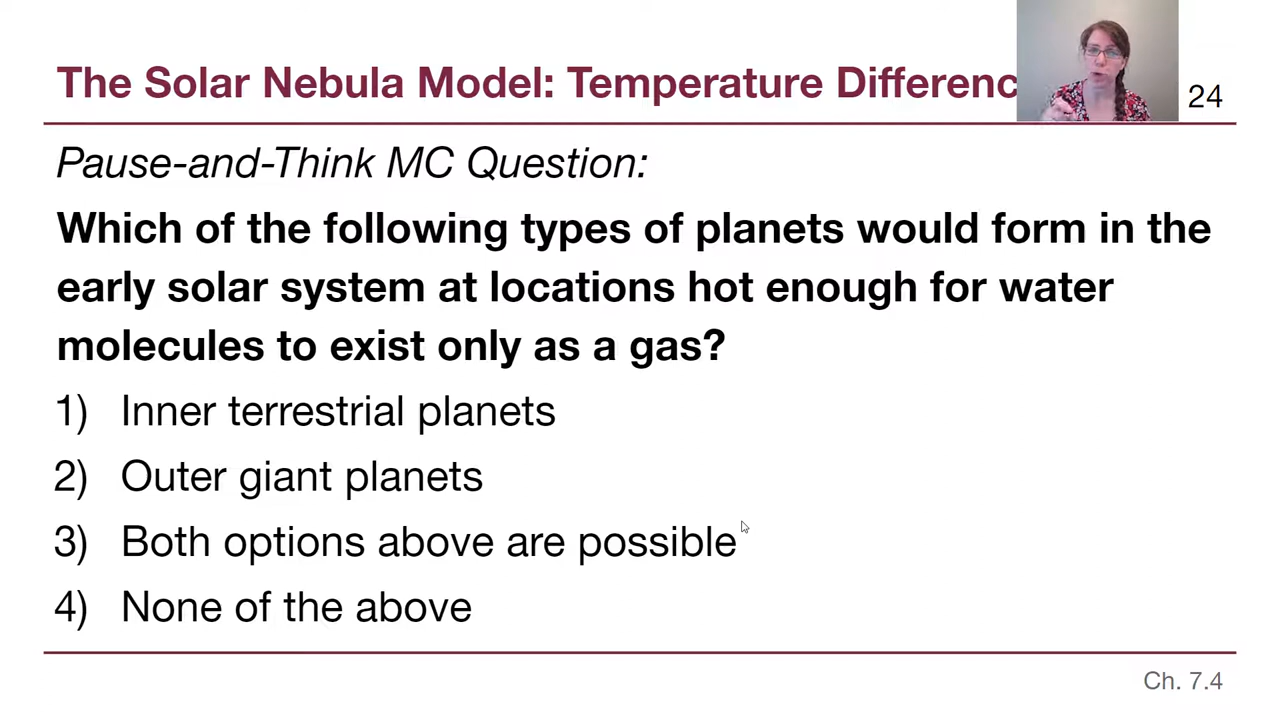 The Solar Nebula Model: Temperature Differenc
24
Pause-and-Think MC Question:
Which of the following types of planets would form in the
early solar system at locations hot enough for water
molecules to exist only as a gas?
1) Inner terrestrial planets
2) Outer giant planets
3) Both options above are possible
4) None of the above
Ch. 7.4